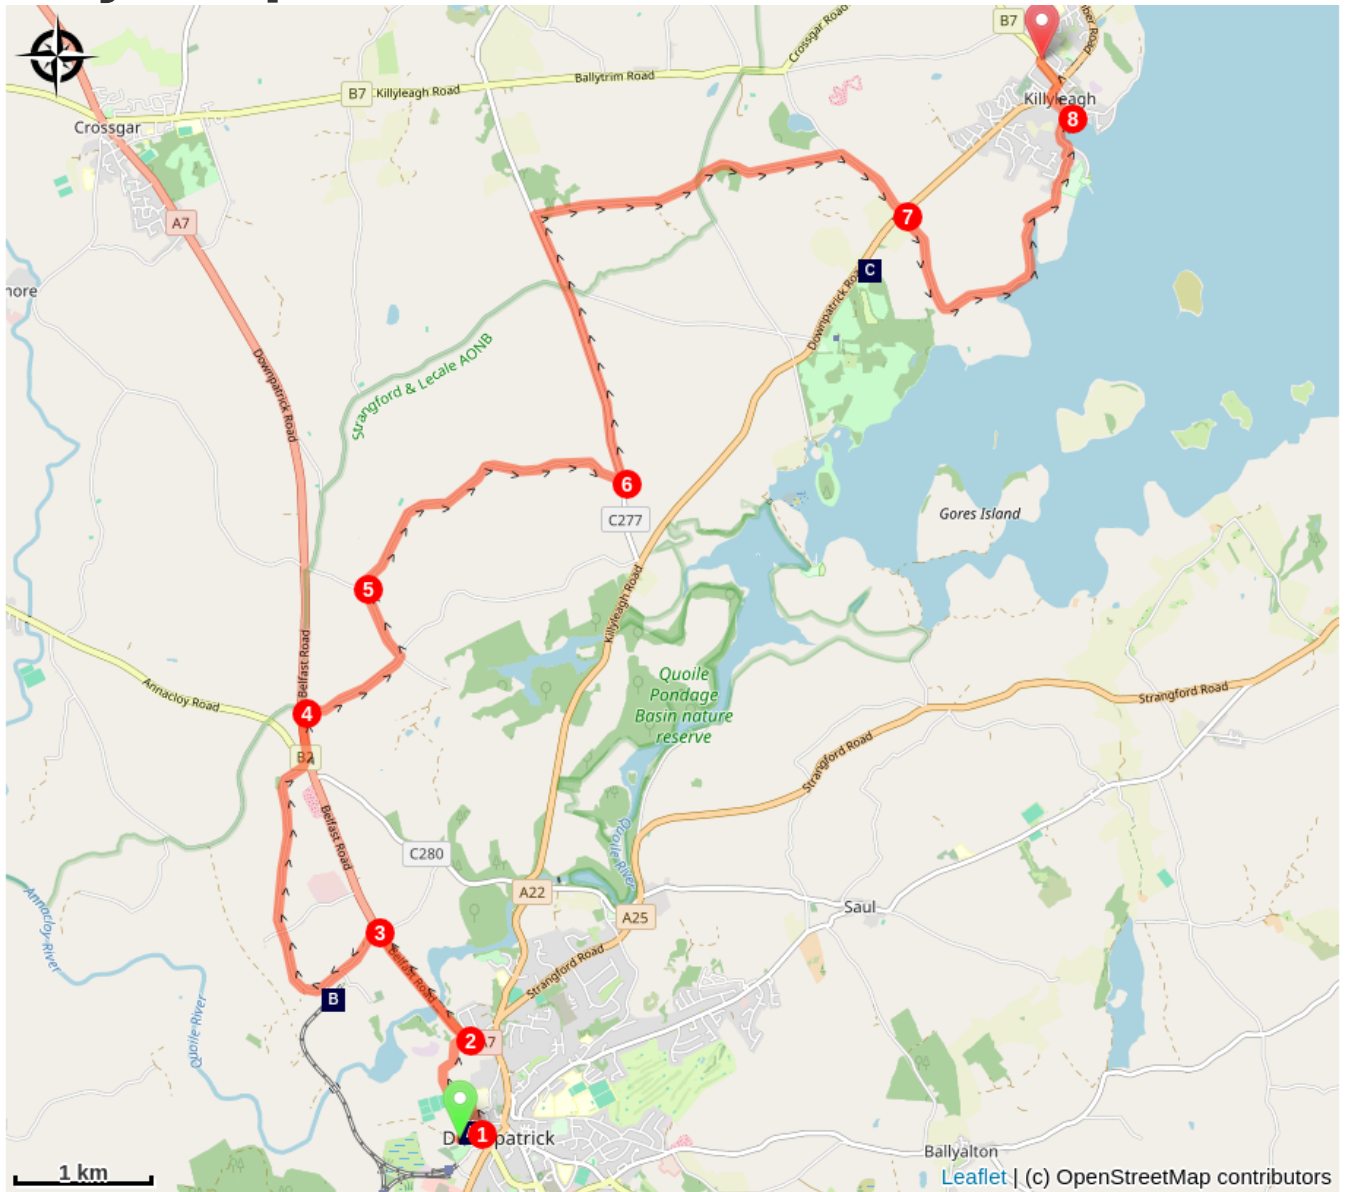 B7
Crossgar Road
Ballytrim Road
B7
Killyleagh Road
Killyleagh
8
Crossgar
A7
7
C
Downpatrick Road
Strangford & Lecale AONB
Downpatrick Road
6
C277
Gores Island
5
Killyleagh Road
Belfast Road
Quoile
Pondage
Basin nature
reserve
Annacloy Road
4
Strangford Road
Strangford Road
Belfast Road
C280
Quoile River
A22
A25
Saul
Annacloy River
3
Belfast Road
Strangford Road
B
Quoile River
2
A7
1
Ballyalton
1 km
Leaflet | (c) OpenStreetMap contributors